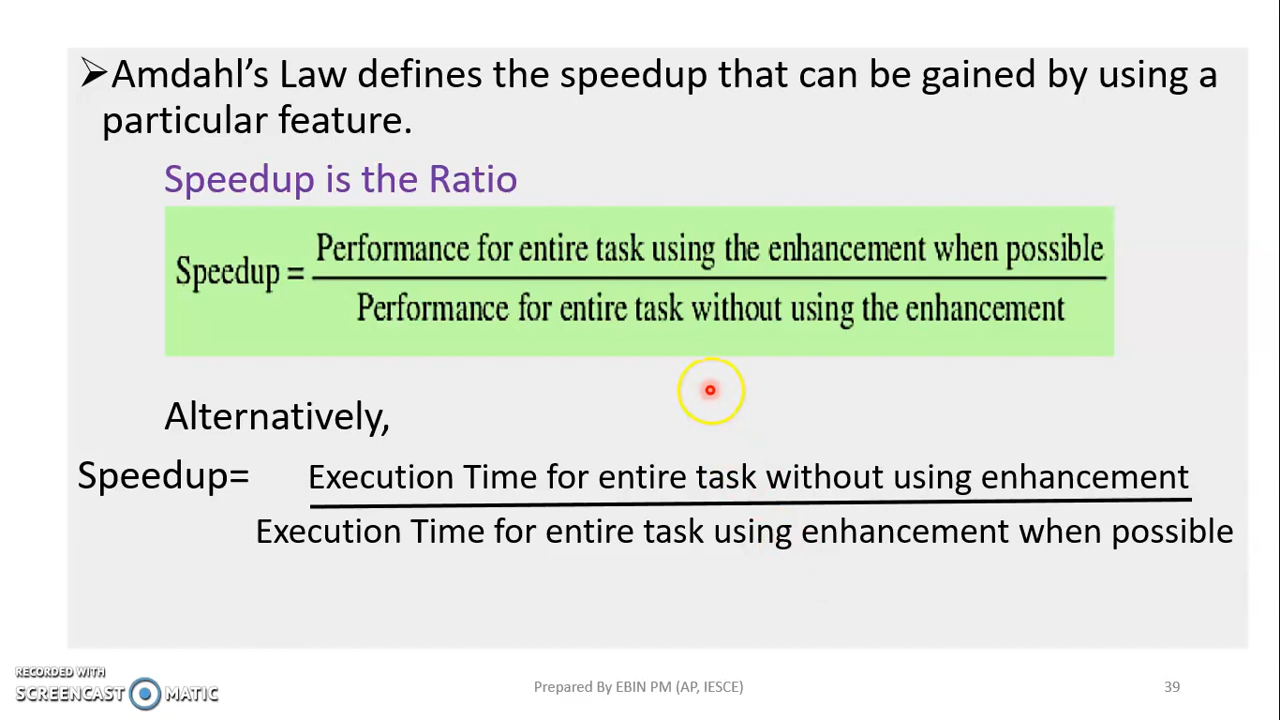 ➢Amdahl’s Law defines the speedup that can be gained by using a
particular feature.
Speedup is the Ratio
Performance for entire task using the enhancement when possible
Speedup =
Performance for entire task without using the enhancement
Alternatively,
Speedup= Execution Time for entire task without using enhancement
Execution Time for entire task using enhancement when possible
RECORDED WITH
SCREENCAST MATIC
Prepared By EBIN PM (AP, IESCE)
39